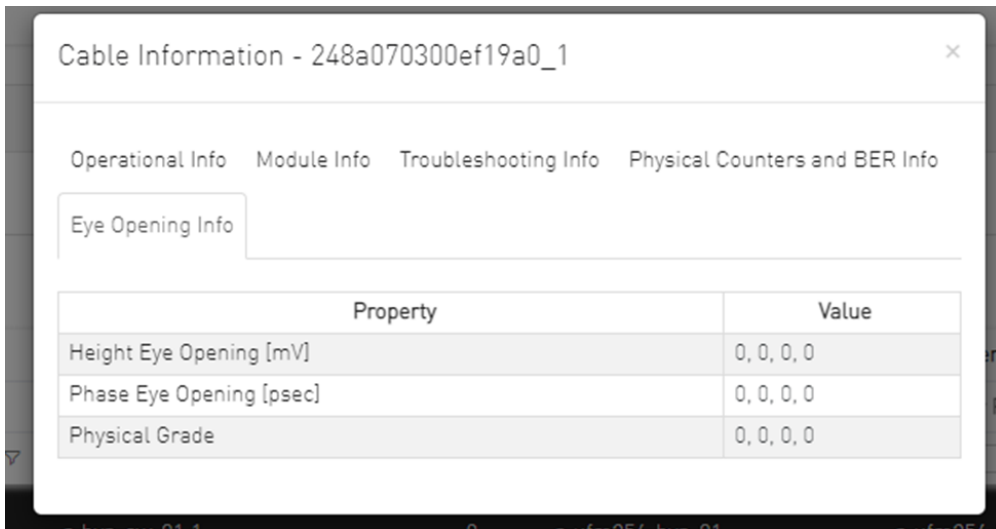 Cable Information - 248a070300ef19a0_1 ×
Operational Info Module Info Troubleshooting Info Physical Counters and BER Info
Eye Opening Info
Property Value
Height Eye Opening [mV] 0, 0, 0, 0
Phase Eye Opening [psec] 0, 0, 0, 0
Physical Grade 0, 0, 0, 0